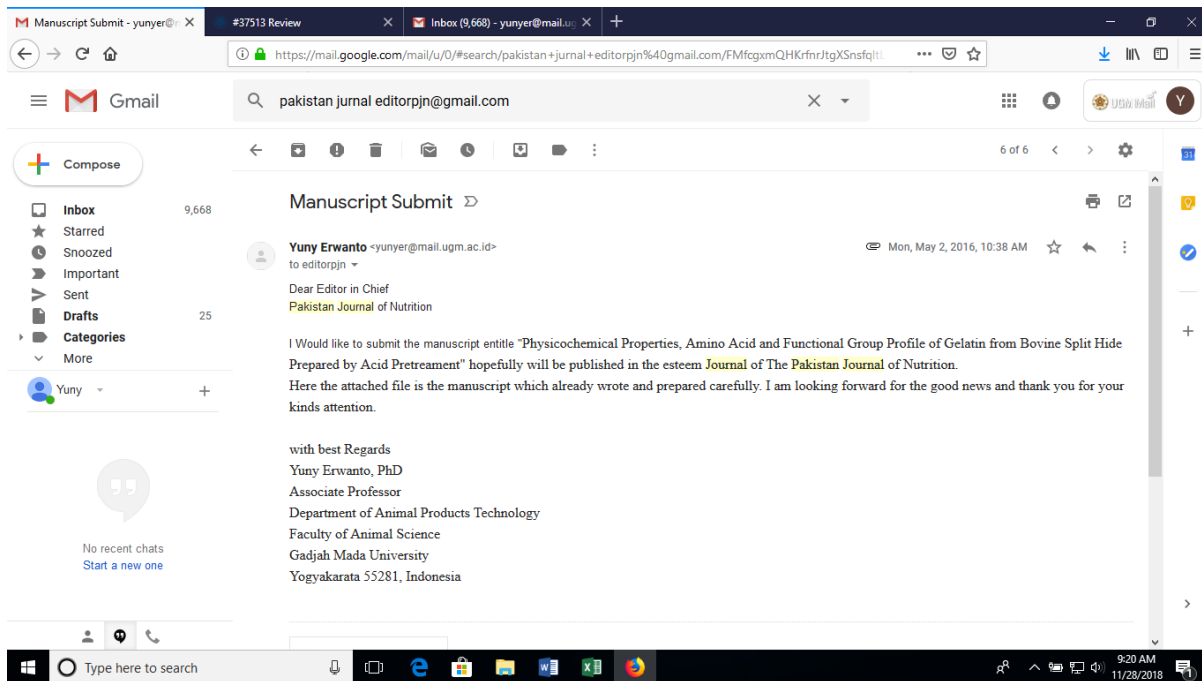 Manuscript Submit - yunyer@
#37513 Review
Inbox (9,668) - yunyer@mail.ug
https://mail.google.com/mail/u/0/#search/pakistan+jurnal+editorpjn%40gmail.com/
Gmail
pakistan jurnal editorpjn@gmail.com
UGM Mail
Y
Compose
6 of 6
31
Inbox 9,668
Starred
Snoozed
Important
Sent
Drafts 25
Categories
More
Yuny
No recent chats
Start a new one
Manuscript Submit
Yuny Erwanto <yunyer@mail.ugm.ac.id>
Mon, May 2, 2016, 10:38 AM
to editorpjn
Dear Editor in Chief
Pakistan Journal of Nutrition
I Would like to submit the manuscript entitle "Physicochemical Properties, Amino Acid and Functional Group Profile of Gelatin from Bovine Split Hide
Prepared by Acid Pretreament" hopefully will be published in the esteem Journal of The Pakistan Journal of Nutrition.
Here the attached file is the manuscript which already wrote and prepared carefully. I am looking forward for the good news and thank you for your
kinds attention.
with best Regards
Yuny Erwanto, PhD
Associate Professor
Department of Animal Products Technology
Faculty of Animal Science
Gadjah Mada University
Yogyakarata 55281, Indonesia
Type here to search
9:20 AM
11/28/2018
1